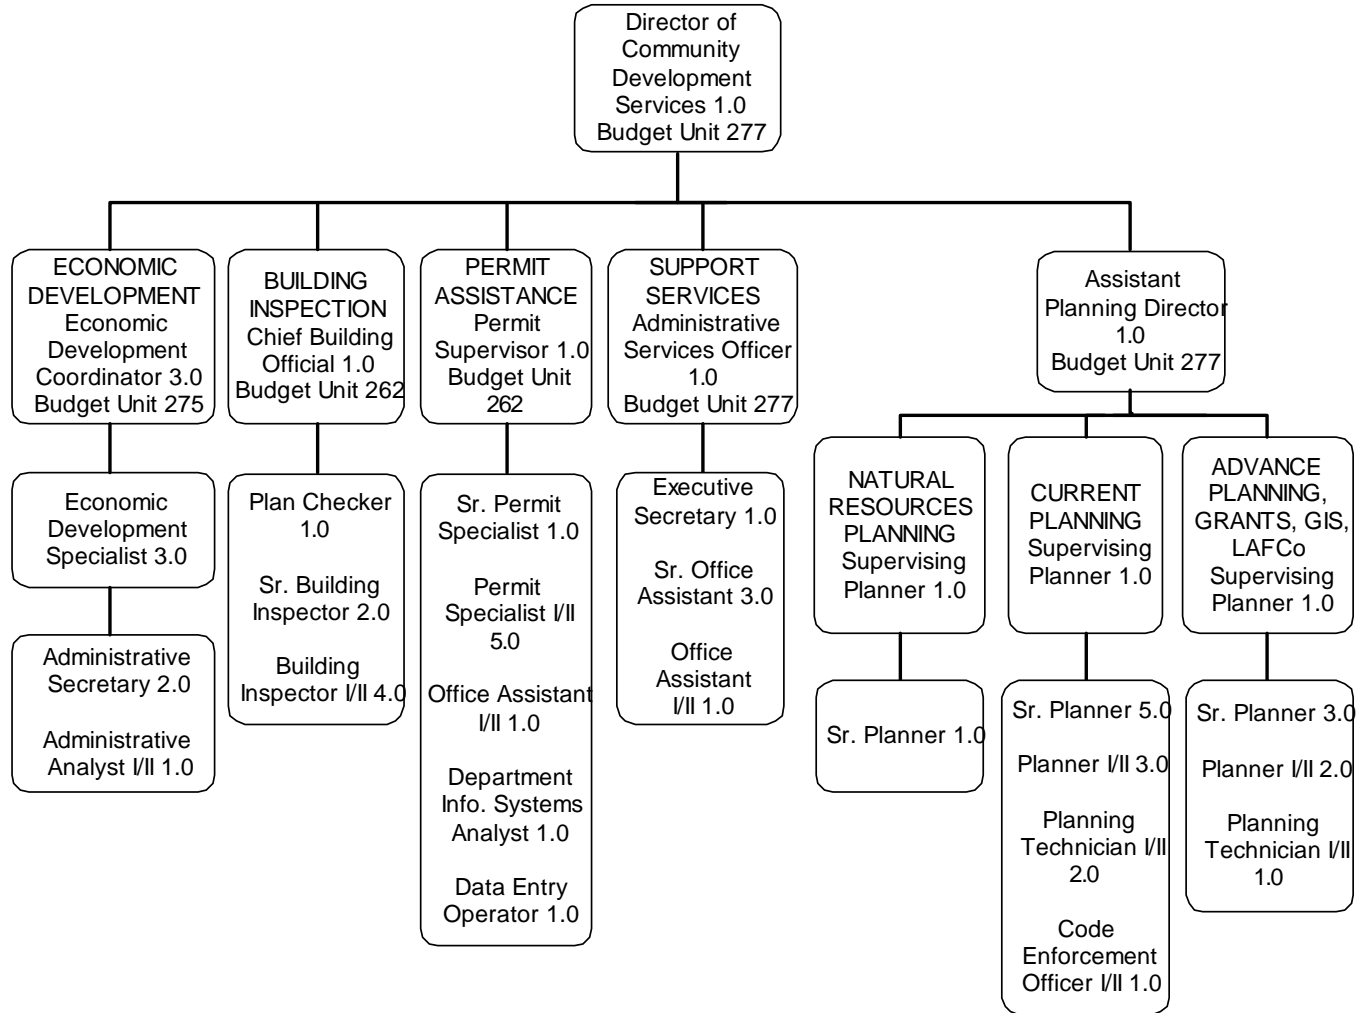 Director of
Community
Development
Services 1.0
Budget Unit 277
ECONOMIC
DEVELOPMENT
Economic
Development
Coordinator 3.0
Budget Unit 275
BUILDING
INSPECTION
Chief Building
Official 1.0
Budget Unit 262
PERMIT
ASSISTANCE
Permit
Supervisor 1.0
Budget Unit
262
SUPPORT
SERVICES
Administrative
Services Officer
1.0
Budget Unit 277
Assistant
Planning Director
1.0
Budget Unit 277
Economic
Development
Specialist 3.0
Administrative
Secretary 2.0
Administrative
Analyst I/II 1.0
Plan Checker
1.0
Sr. Building
Inspector 2.0
Building
Inspector I/II 4.0
Sr. Permit
Specialist 1.0
Permit
Specialist I/II
5.0
Office Assistant
I/II 1.0
Department
Info. Systems
Analyst 1.0
Data Entry
Operator 1.0
Executive
Secretary 1.0
Sr. Office
Assistant 3.0
Office
Assistant
I/II 1.0
NATURAL
RESOURCES
PLANNING
Supervising
Planner 1.0
CURRENT
PLANNING
Supervising
Planner 1.0
ADVANCE
PLANNING,
GRANTS, GIS,
LAFCo
Supervising
Planner 1.0
Sr. Planner 1.0
Sr. Planner 5.0
Planner I/II 3.0
Planning
Technician I/II
2.0
Code
Enforcement
Officer I/II 1.0
Sr. Planner 3.0
Planner I/II 2.0
Planning
Technician I/II
1.0